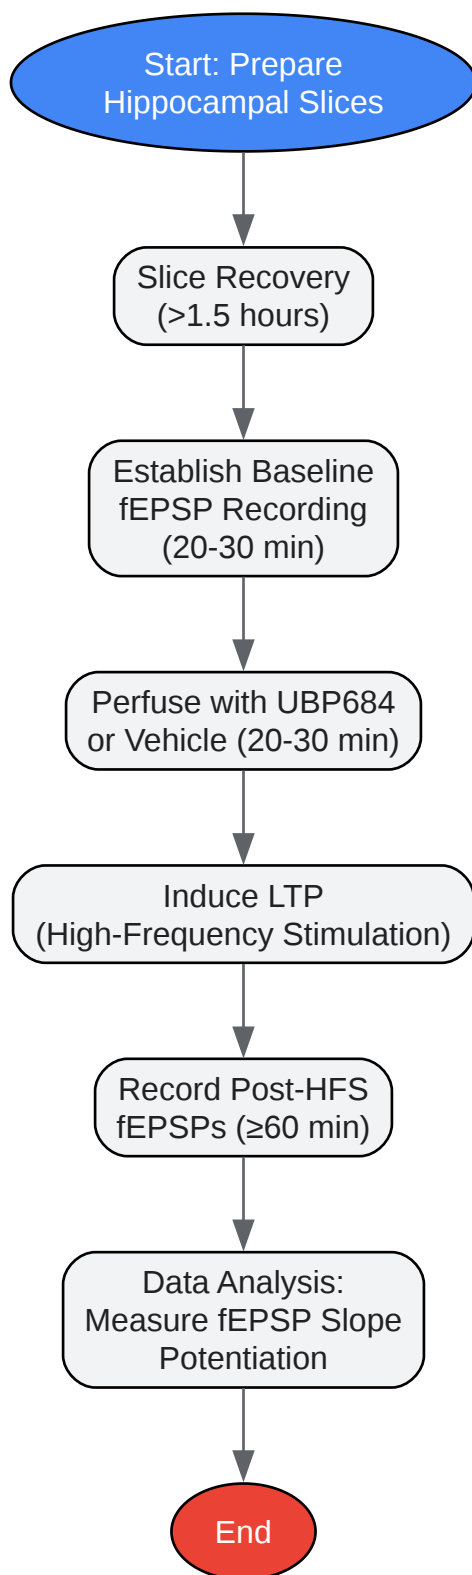 Start: Prepare
Hippocampal Slices
Slice Recovery
(>1.5 hours)
Establish Baseline
fEPSP Recording
(20-30 min)
Perfuse with UBP684
or Vehicle (20-30 min)
Induce LTP
(High-Frequency Stimulation)
Record Post-HFS
fEPSPs (≥60 min)
Data Analysis:
Measure fEPSP Slope
Potentiation
End